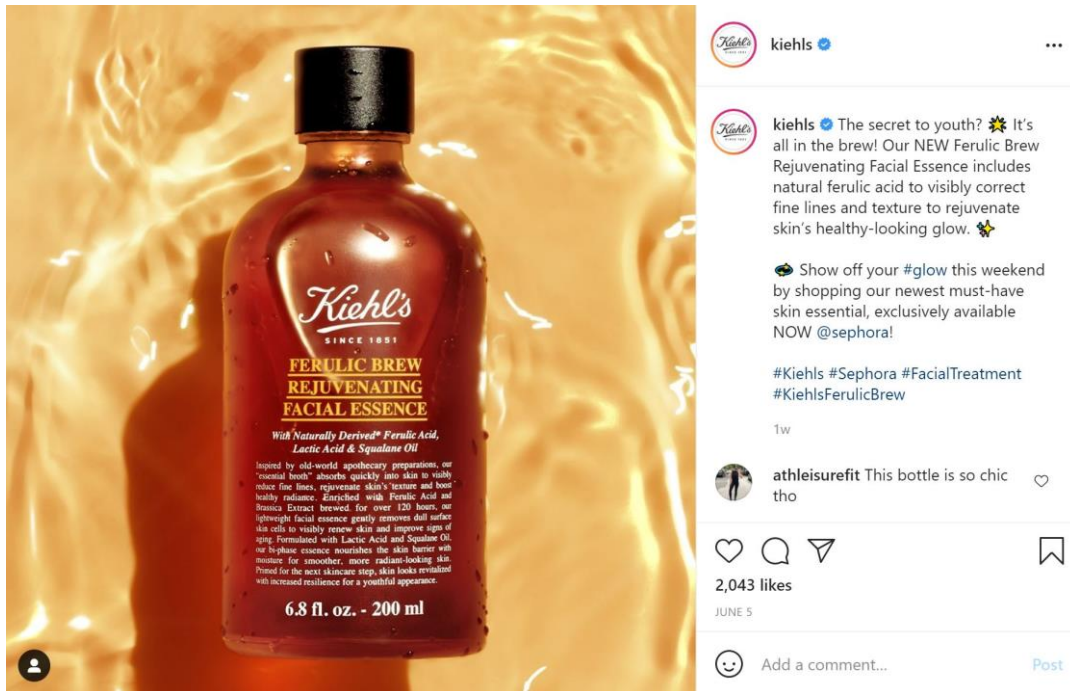 Kiehl's
SINCE 1851
FERULIC BREW
REJUVENATING
FACIAL ESSENCE
With Naturally Derived* Ferulic Acid,
Lactic Acid & Squalane Oil
Inspired by old-world apothecary preparations, our
"essential broth" absorbs quickly into skin to visibly
reduce fine lines, rejuvenate skin's texture and boost
healthy radiance. Enriched with Ferulic Acid and
Brassica Extract brewed for over 120 hours, our
lightweight facial essence gently removes dull surface
skin cells to visibly renew skin and improve signs of
aging. Formulated with Lactic Acid and Squalane Oil,
our bi-phase essence nourishes the skin barrier with
moisture for smoother, more radiant-looking skin.
Primed for the next skincare step, skin looks revitalized
with increased resilience for a youthful appearance.
6.8 fl. oz. - 200 ml
Kiehl's
SINCE 1851
kiehls
Kiehl's
SINCE 1851
kiehls The secret to youth? 🌟 It's
all in the brew! Our NEW Ferulic Brew
Rejuvenating Facial Essence includes
natural ferulic acid to visibly correct
fine lines and texture to rejuvenate
skin's healthy-looking glow. ✨
Show off your #glow this weekend
by shopping our newest must-have
skin essential, exclusively available
NOW @sephora!
#Kiehls #Sephora #FacialTreatment
#KiehlsFerulicBrew
1w
athleisurefit This bottle is so chic
tho
2,043 likes
JUNE 5
Add a comment...
Post